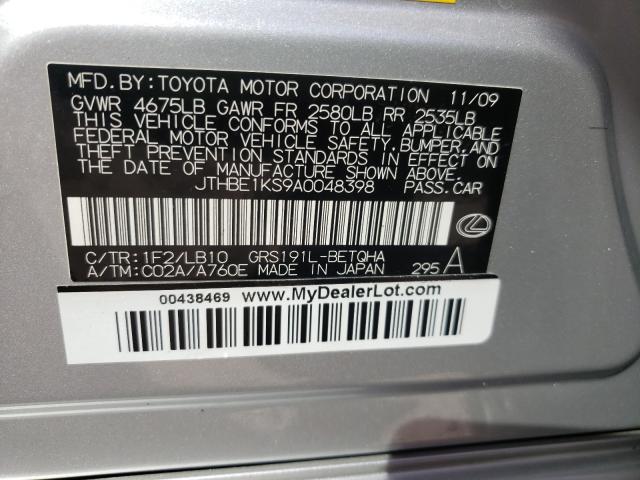 MFD.BY:TOYOTA MOTOR CORPORATION 11/09
GVWR 4675LB GAWR FR 2580LB RR 2535LB
THIS VEHICLE CONFORMS TO ALL APPLICABLE
FEDERAL MOTOR VEHICLE SAFETY,BUMPER,AND
THEFT PREVENTION STANDARDS IN EFFECT ON
THE DATE OF MANUFACTURE SHOWN ABOVE.
JTHBE1KS9A0048398 PASS.CAR
C/TR:1F2/LB10 GRS191L-BETQHA
A/TM:C02A/A760E MADE IN JAPAN 295 A
00438469 www.MyDealerLot.com